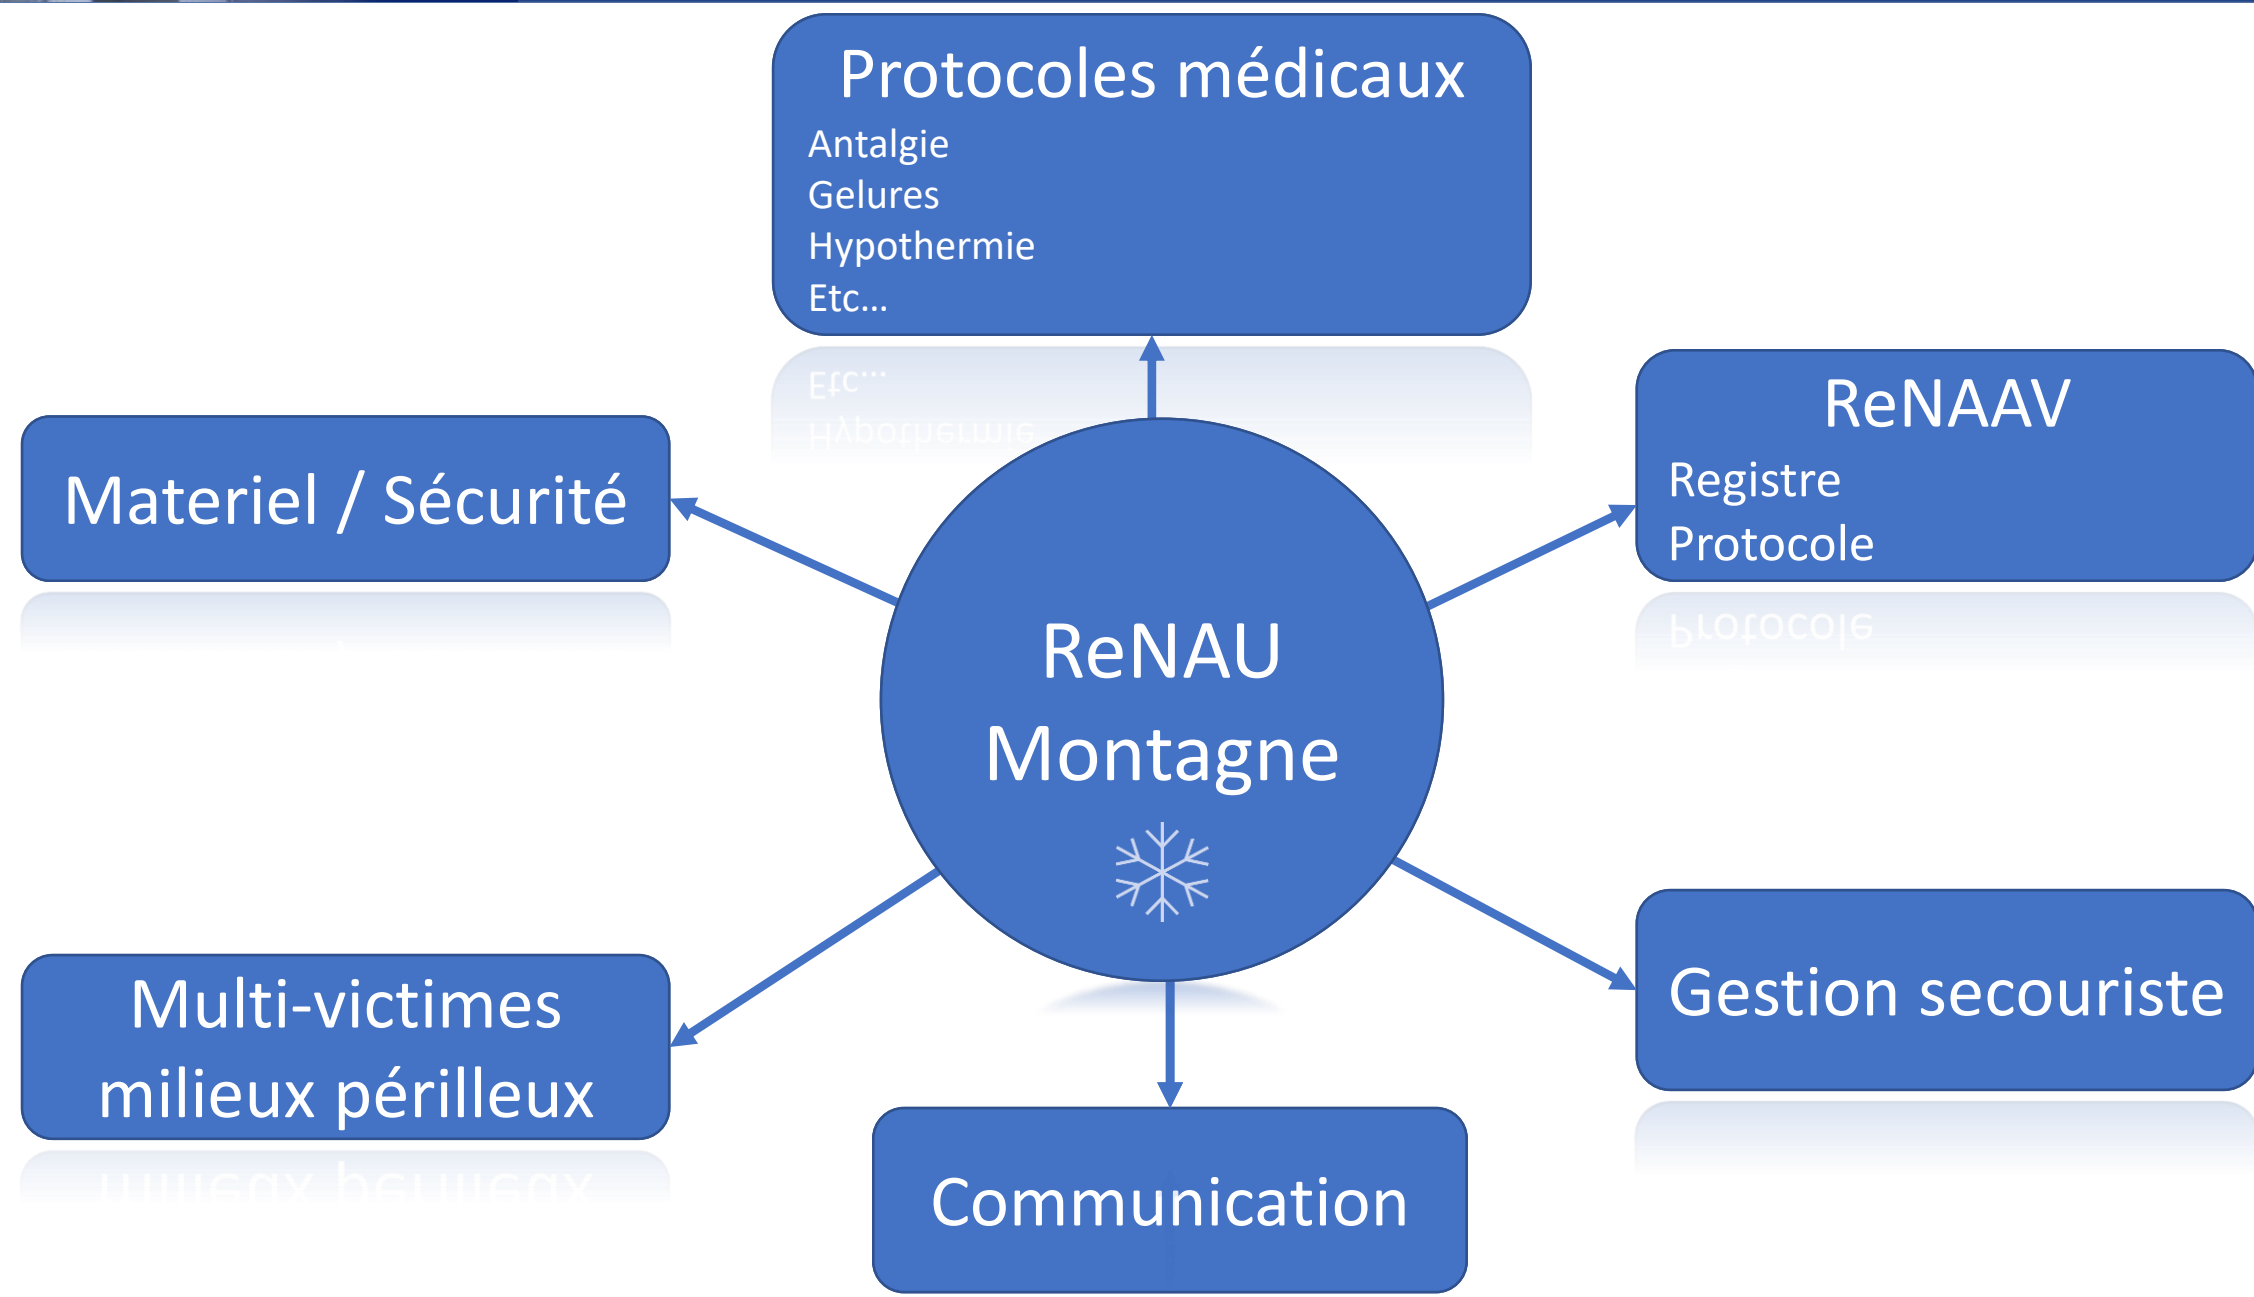 Protocoles médicaux
Antalgie
Gelures
Hypothermie
Etc...
ReNAAV
Registre
Protocole
Materiel / Sécurité
ReNAU
Montagne
Gestion secouriste
Multi-victimes
milieux périlleux
Communication